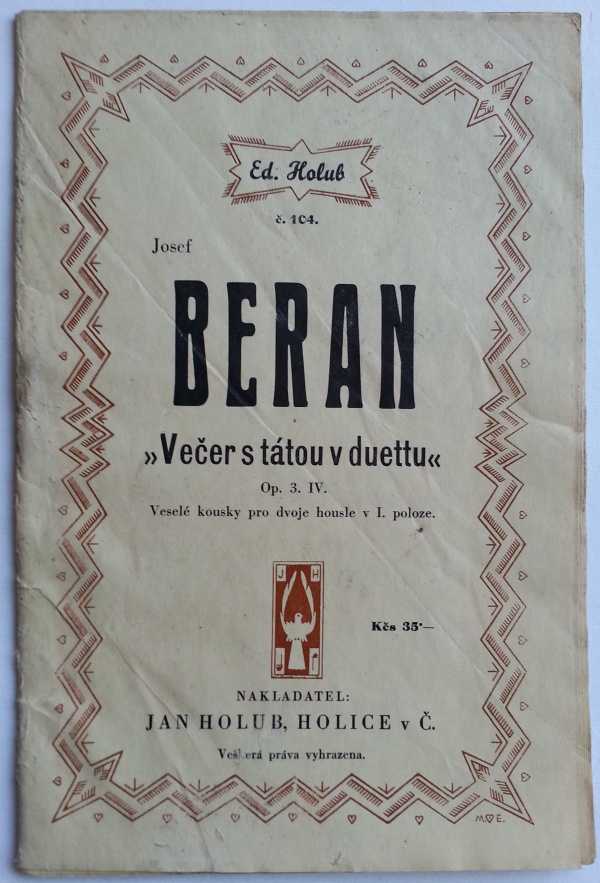 Ed. Holub
č. 104.
Josef
BERAN
»Večer s tátou v duettu«
Op. 3. IV.
Veselé kousky pro dvoje housle v I. poloze.
J H
Kčs 35·—
NAKLADATEL:
JAN HOLUB, HOLICE v Č.
Veškerá práva vyhrazena.
M♡E.